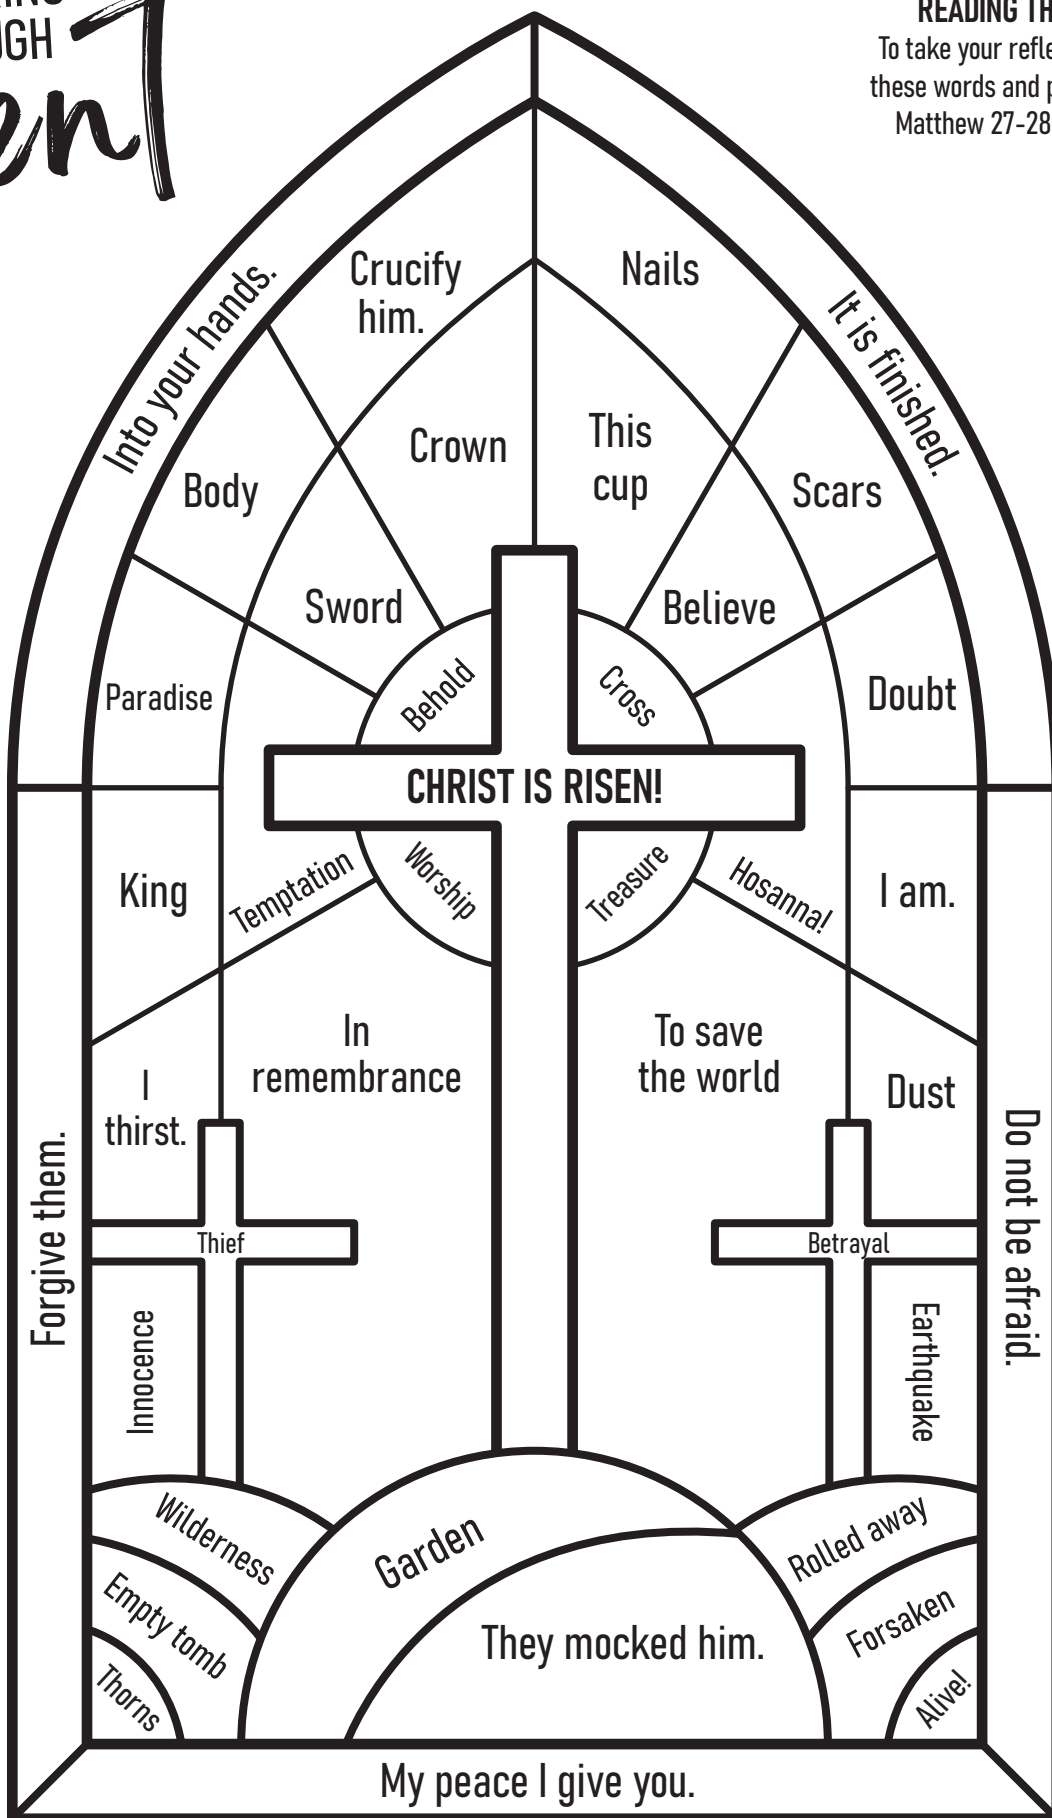 READING TH
To take your refle
these words and p
Matthew 27-28
Into your hands.
Crucify
him.
Nails
It is finished.
Body
Crown
This
cup
Scars
Sword
Believe
Paradise
Behold
Cross
Doubt
CHRIST IS RISEN!
King
Temptation
Worship
Treasure
Hosanna!
I am.
In
remembrance
To save
the world
I
thirst.
Dust
Forgive them.
Thief
Betrayal
Do not be afraid.
Innocence
Earthquake
Wilderness
Garden
Rolled away
Empty tomb
They mocked him.
Forsaken
Thorns
Alive!
My peace I give you.